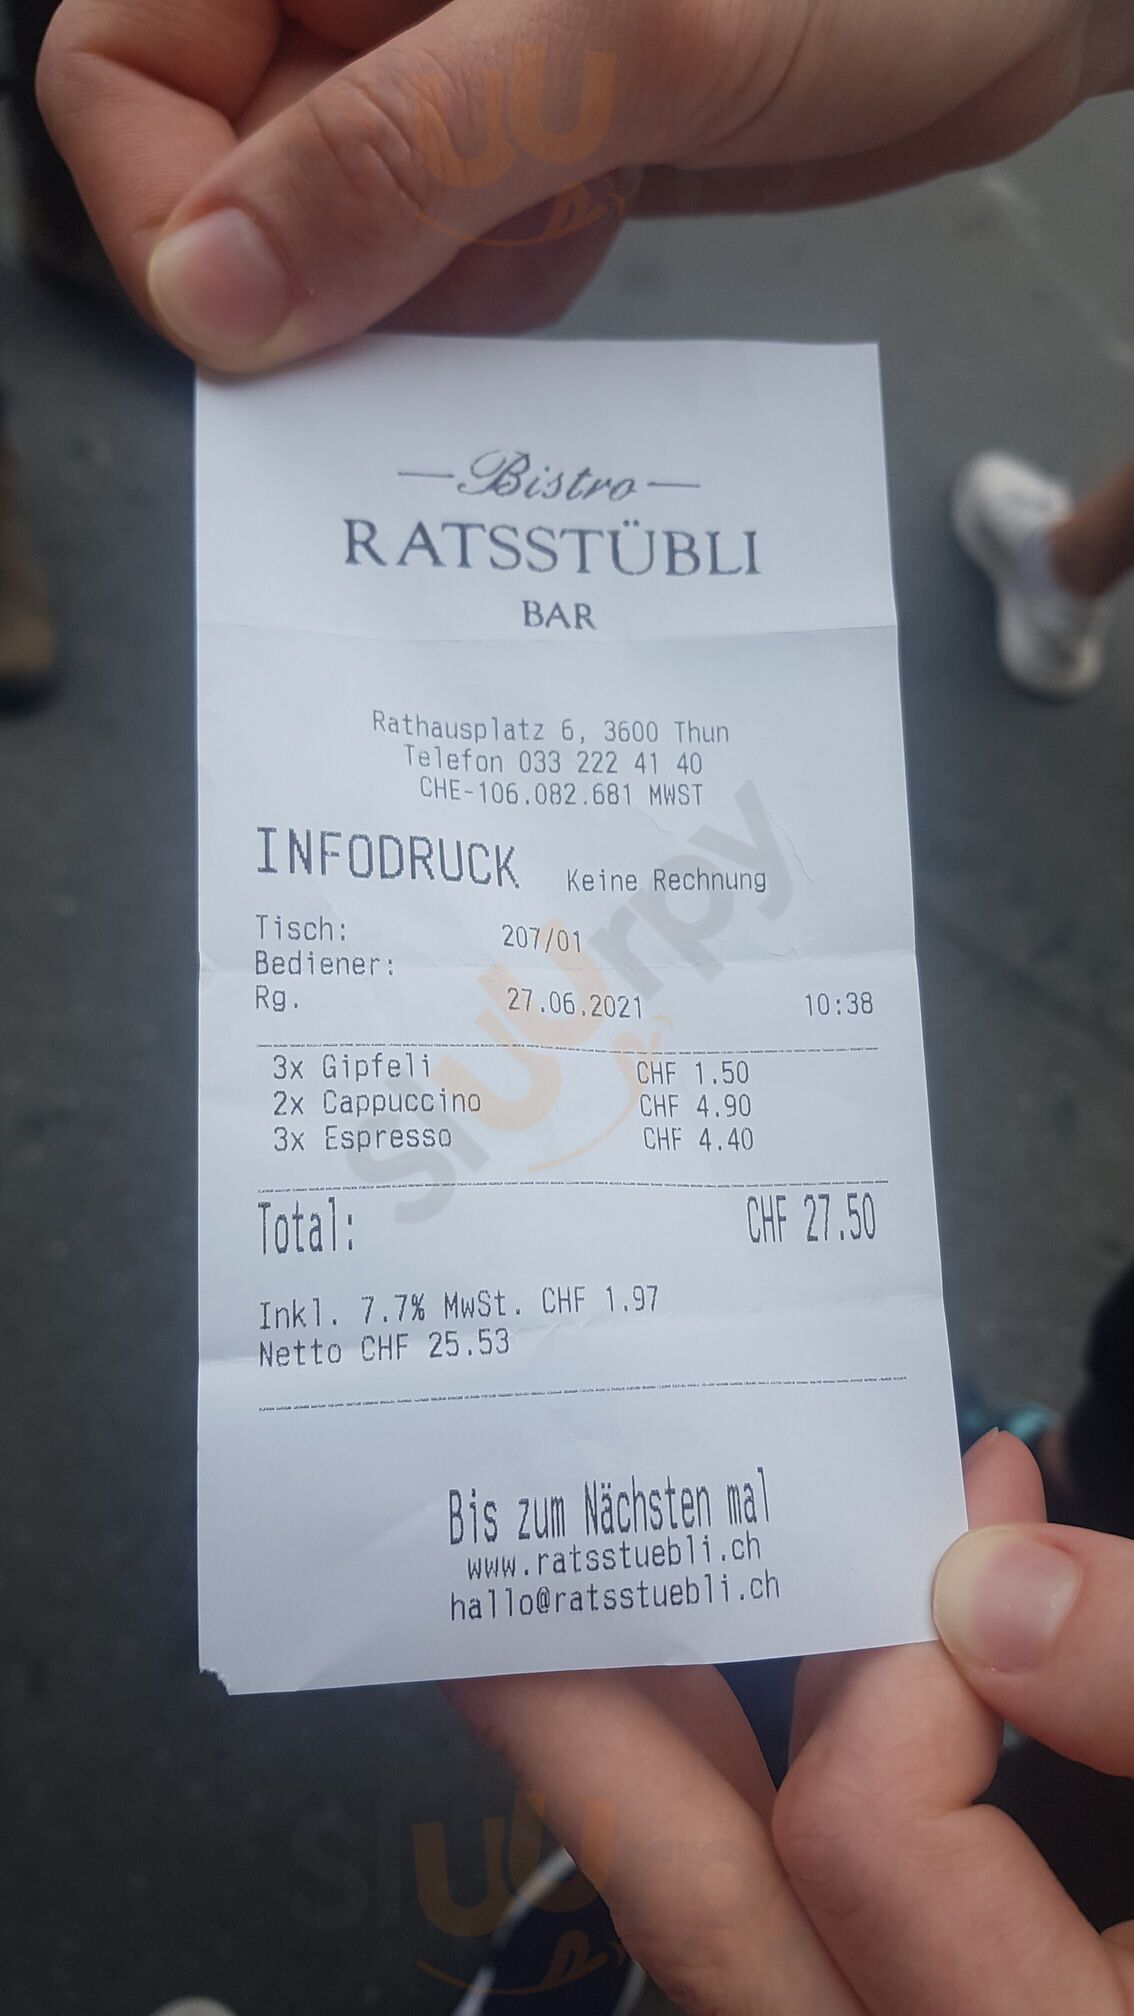 Bistro
RATSSTÜBLI
BAR
Rathausplatz 6, 3600 Thun
Telefon 033 222 41 40
CHE-106.082.681 MWST
INFODRUCK Keine Rechnung
Tisch: 207/01
Bediener:
Rg. 27.06.2021 10:38
3x Gipfeli CHF 1.50
2x Cappuccino CHF 4.90
3x Espresso CHF 4.40
Total: CHF 27.50
Inkl. 7.7% MwSt. CHF 1.97
Netto CHF 25.53
Bis zum Nächsten mal
www.ratsstuebli.ch
hallo@ratsstuebli.ch
slUUrpy
slUUrpy